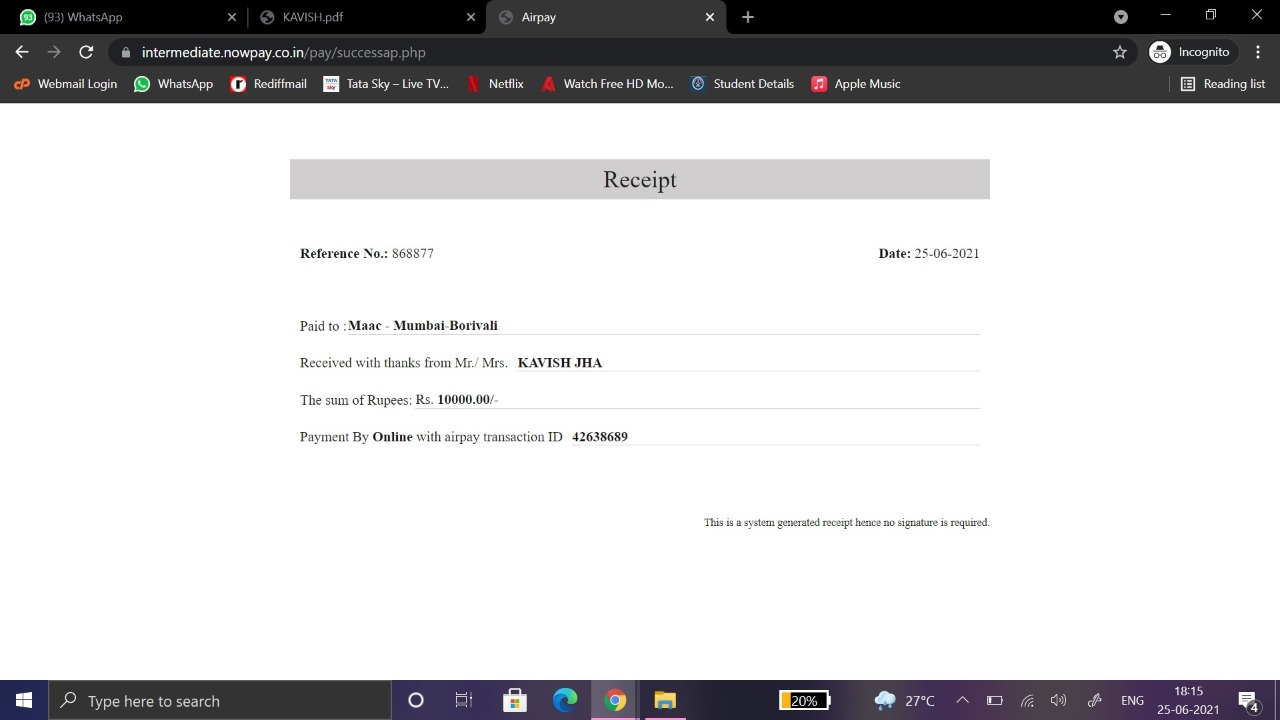 (93) WhatsApp
KAVISH.pdf
Airpay
intermediate.nowpay.co.in/pay/successap.php
Incognito
Webmail Login
WhatsApp
Rediffmail
Tata Sky – Live TV...
Netflix
Watch Free HD Mo...
Student Details
Apple Music
Reading list
Receipt
Reference No.: 868877
Date: 25-06-2021
Paid to : Maac - Mumbai-Borivali
Received with thanks from Mr./ Mrs. KAVISH JHA
The sum of Rupees: Rs. 10000.00/-
Payment By Online with airpay transaction ID 42638689
This is a system generated receipt hence no signature is required.
Type here to search
20%
27°C
ENG
18:15
25-06-2021
4